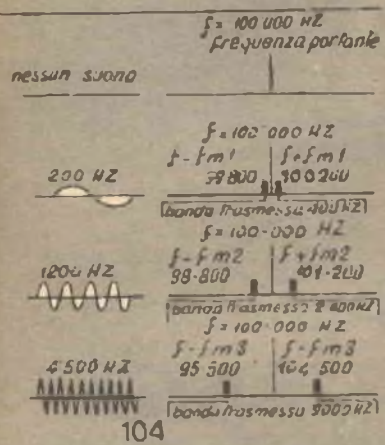 f = 100 000 HZ
frequenza portante
nessun suono
f = 100 000 HZ
f - fm1 f + fm1
200 HZ
99 800 100 200
banda trasmessa 400 HZ
f = 100·000 HZ
f - fm2 f + fm2
1200 HZ
98·800 101·200
banda trasmessa 2 400 HZ
f = 100·000 HZ
f - fm3 f - fm3
4 500 HZ
95 500 104 500
banda trasmessa 9000 HZ
104